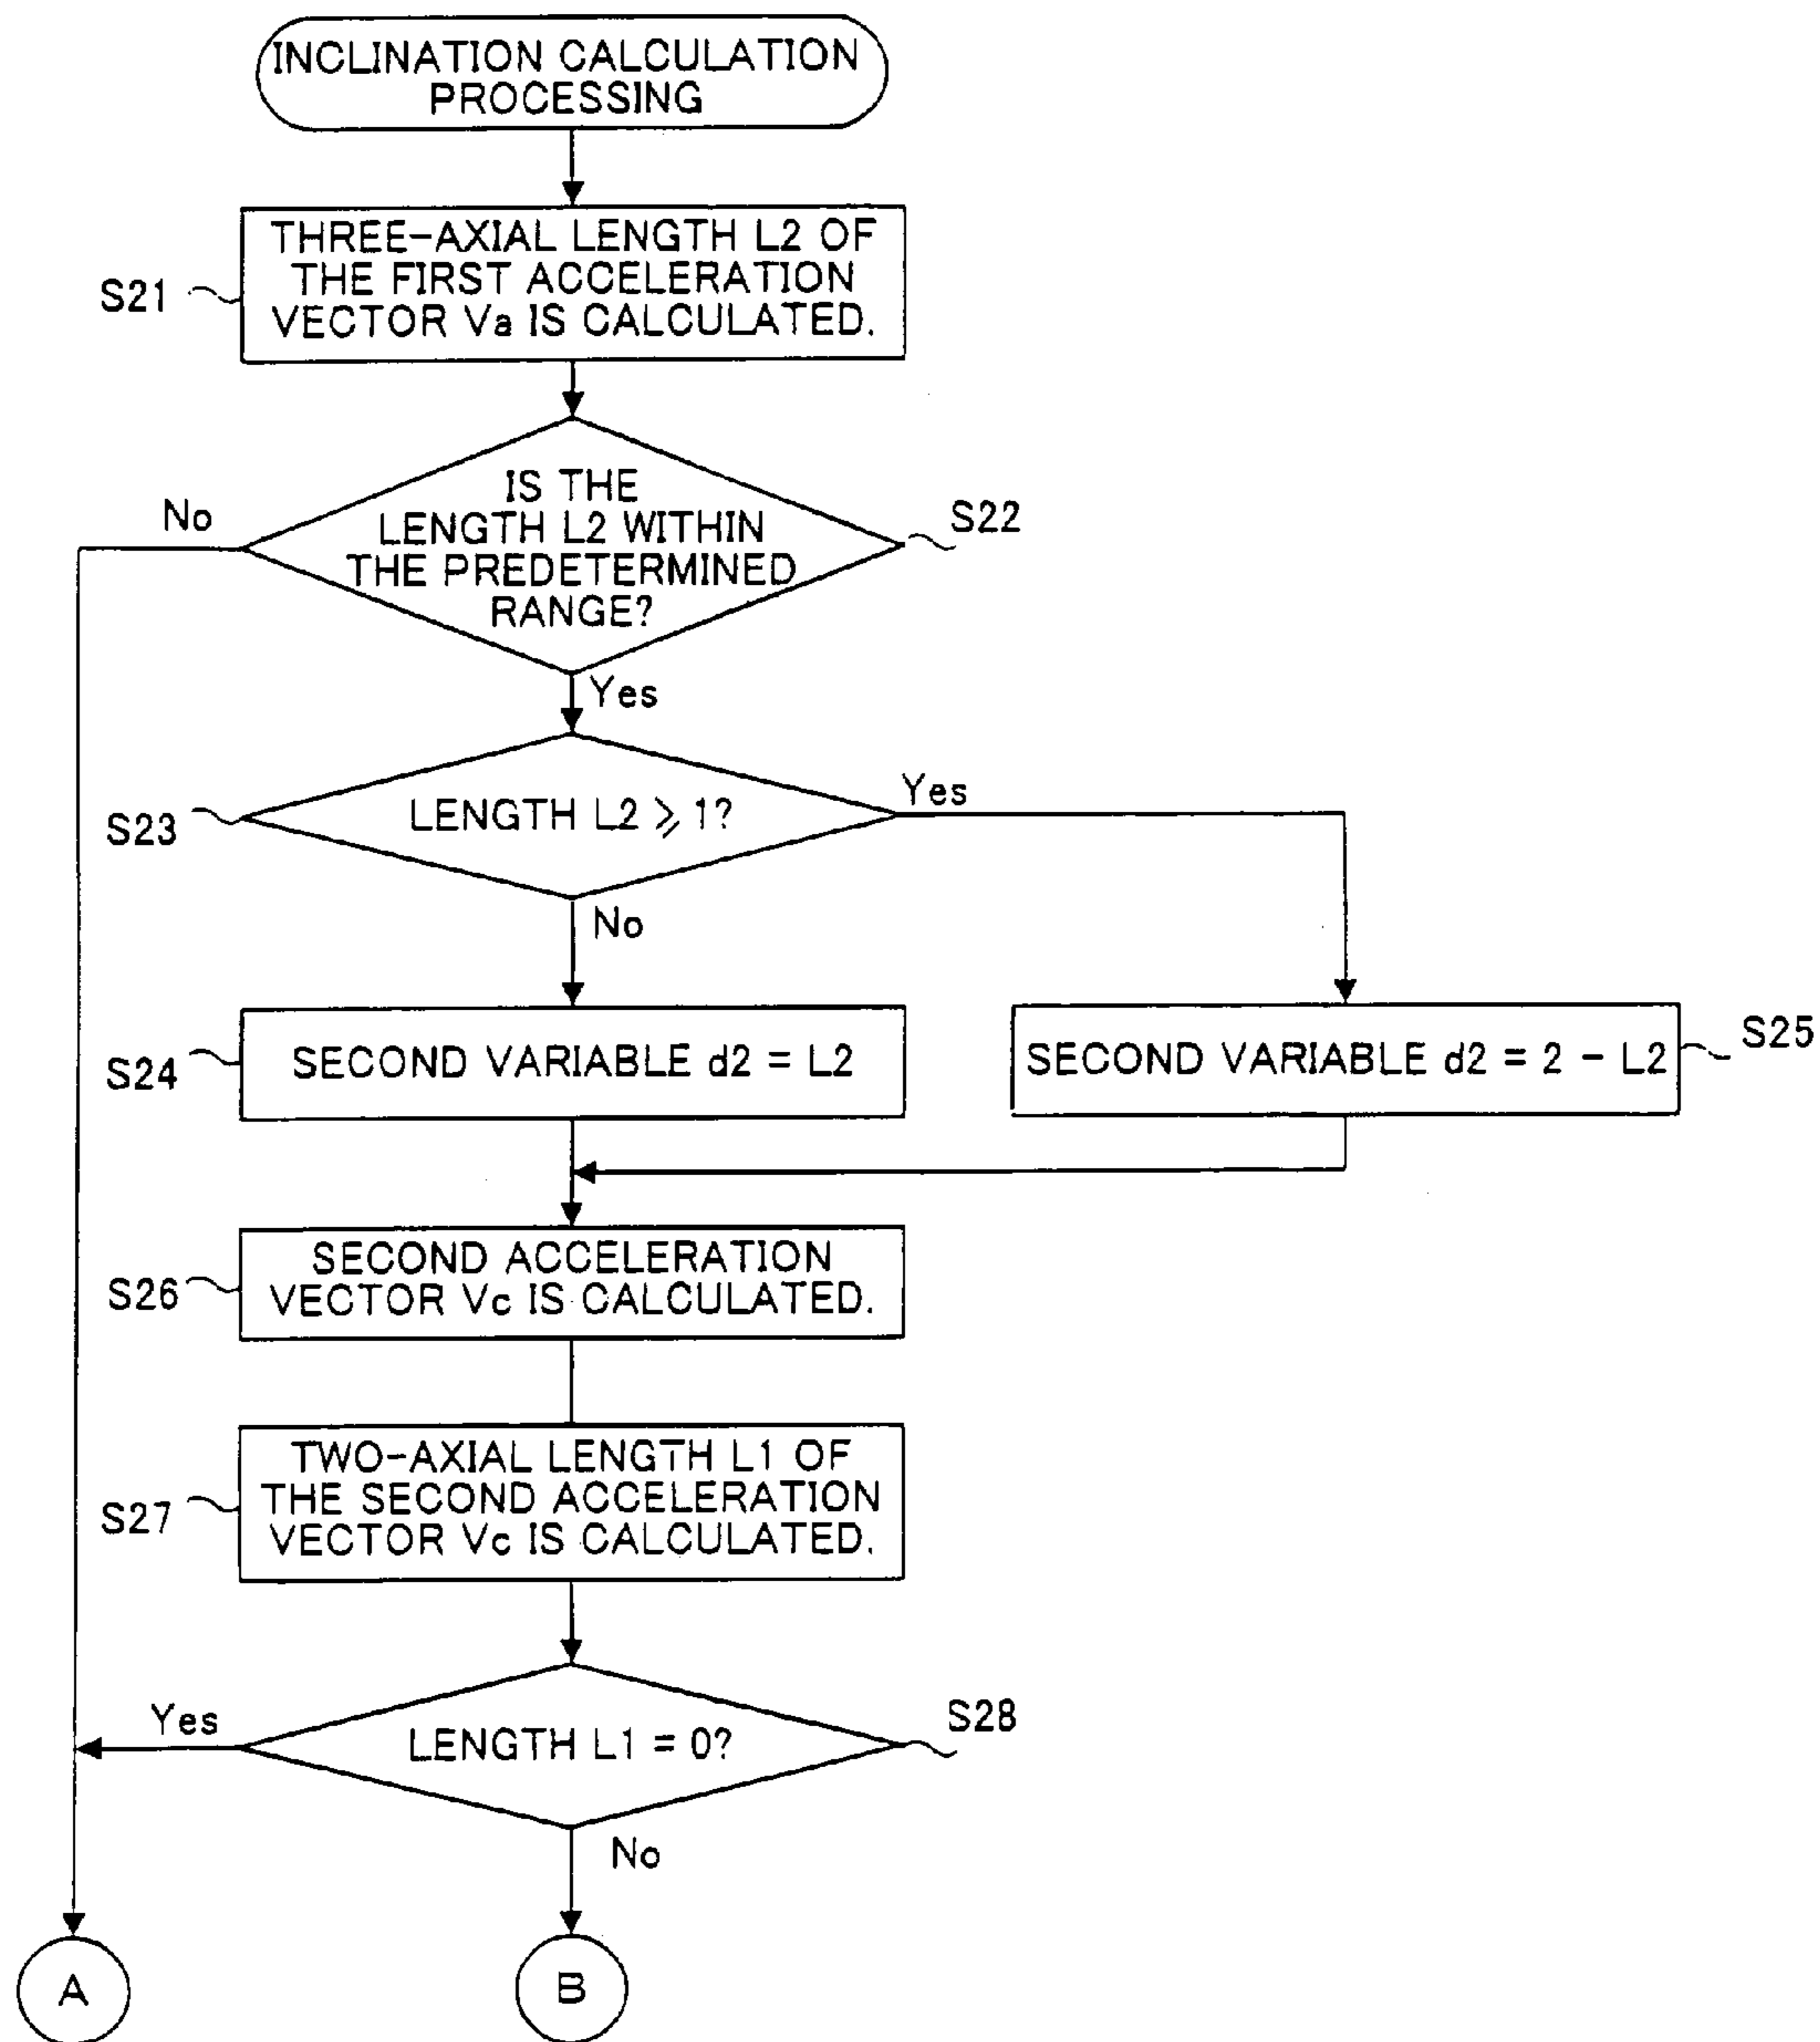 INCLINATION CALCULATION
PROCESSING
S21
THREE-AXIAL LENGTH L2 OF
THE FIRST ACCELERATION
VECTOR Va IS CALCULATED.
IS THE
LENGTH L2 WITHIN
THE PREDETERMINED
RANGE?
No
S22
Yes
S23
LENGTH L2 ⩾ 1?
Yes
No
S24
SECOND VARIABLE d2 = L2
SECOND VARIABLE d2 = 2 - L2
S25
S26
SECOND ACCELERATION
VECTOR Vc IS CALCULATED.
S27
TWO-AXIAL LENGTH L1 OF
THE SECOND ACCELERATION
VECTOR Vc IS CALCULATED.
Yes
LENGTH L1 = 0?
S28
No
A
B